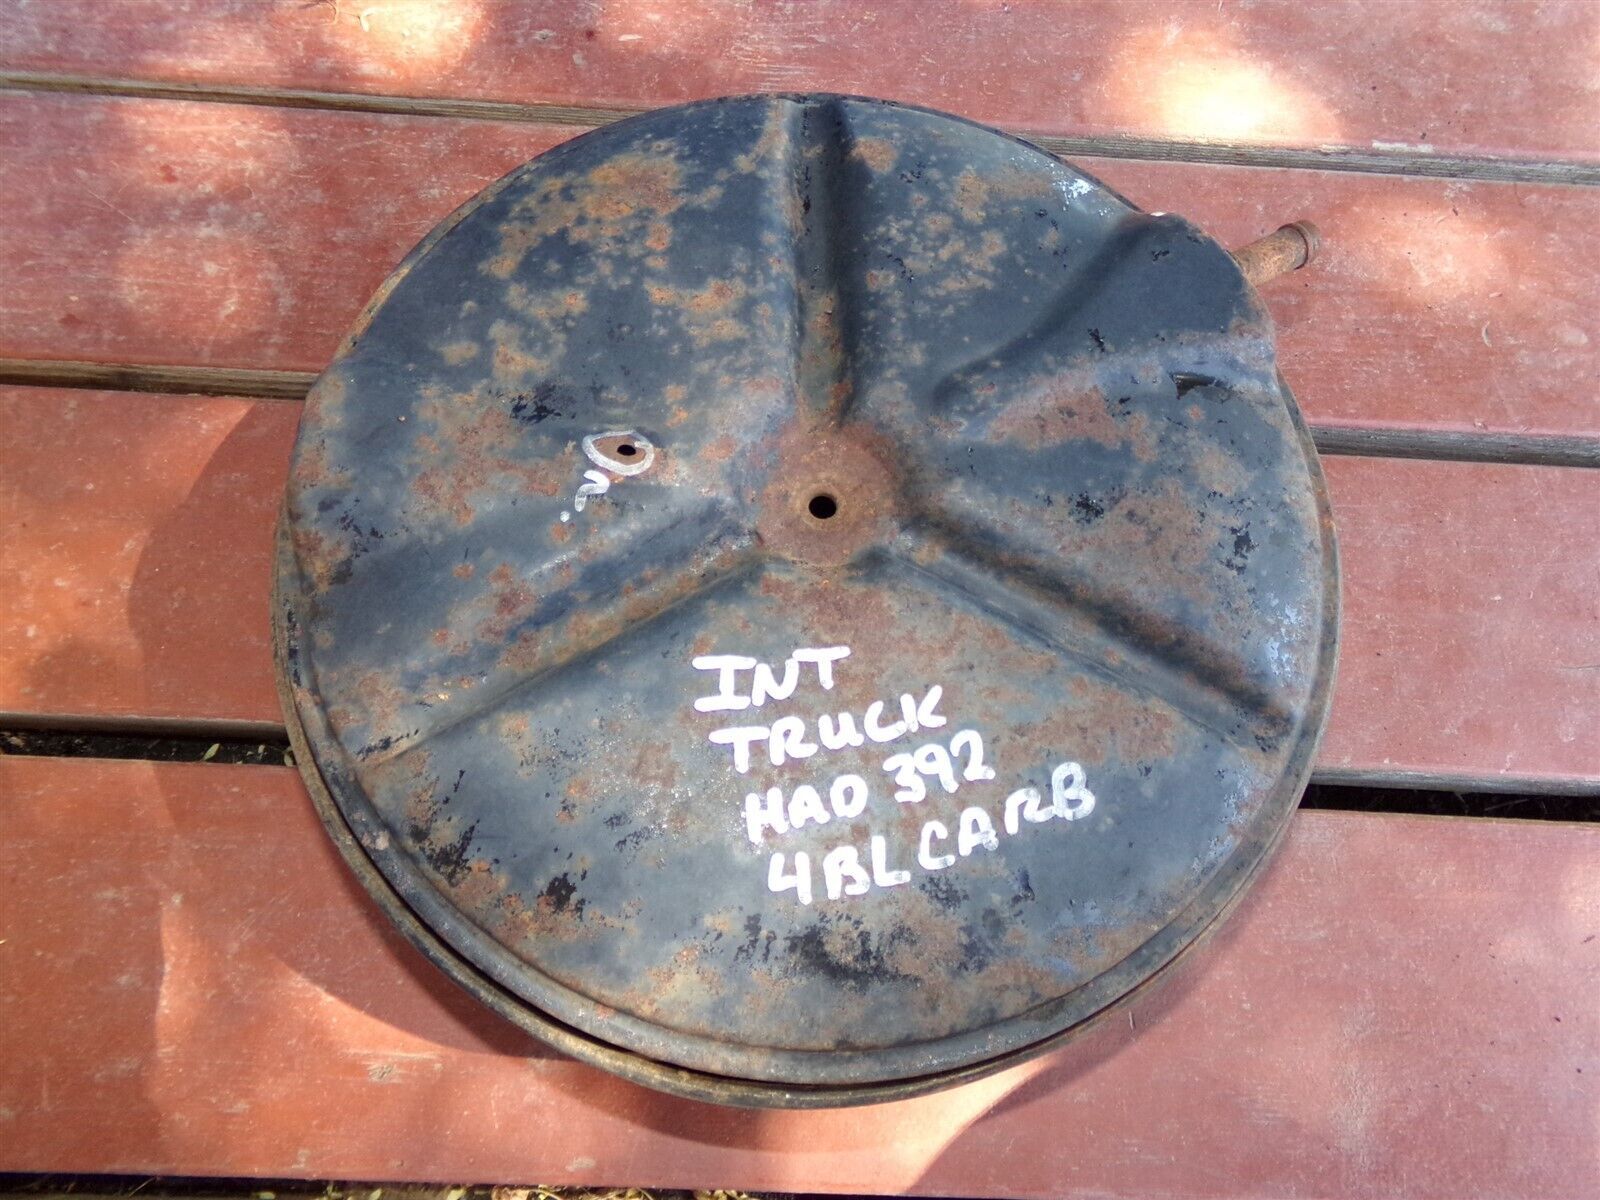 INT
TRUCK
HAD 392
4BL CARB